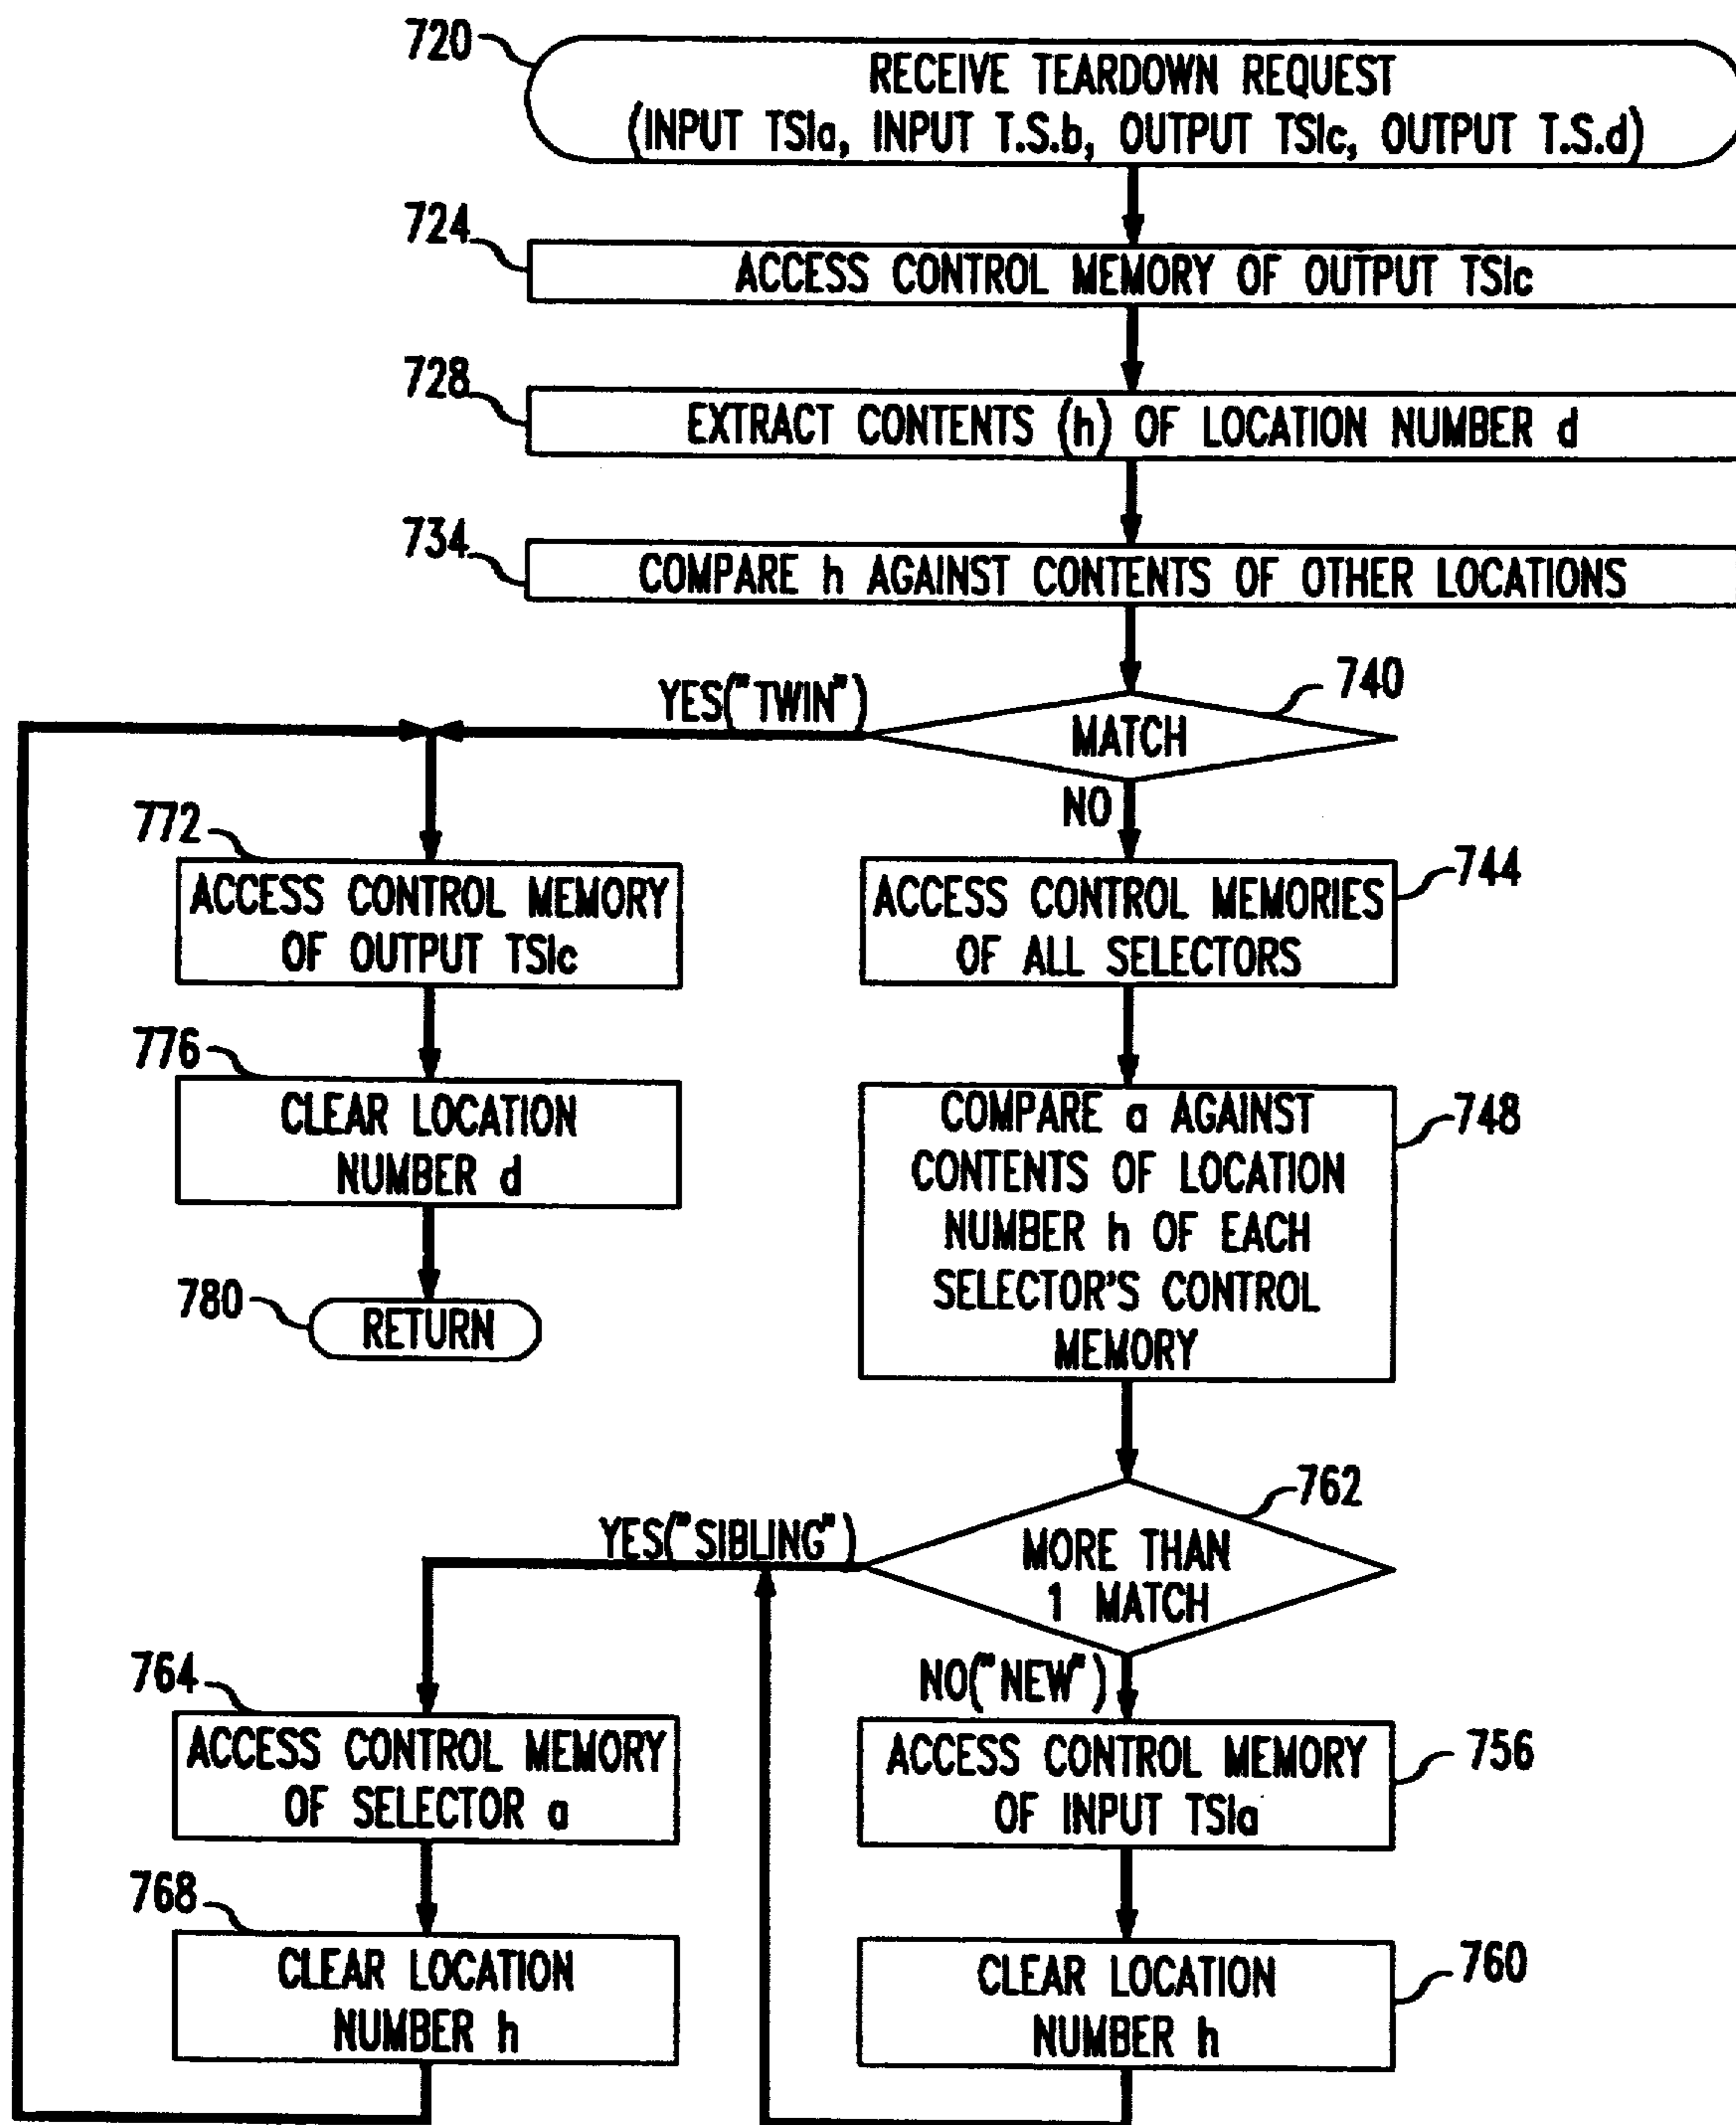 720
RECEIVE TEARDOWN REQUEST
(INPUT TSIa, INPUT T.S.b, OUTPUT TSIc, OUTPUT T.S.d)
724
ACCESS CONTROL MEMORY OF OUTPUT TSIc
728
EXTRACT CONTENTS (h) OF LOCATION NUMBER d
734
COMPARE h AGAINST CONTENTS OF OTHER LOCATIONS
YES("TWIN")
740
MATCH
NO
772
ACCESS CONTROL MEMORY
OF OUTPUT TSIc
744
ACCESS CONTROL MEMORIES
OF ALL SELECTORS
776
CLEAR LOCATION
NUMBER d
748
COMPARE a AGAINST
CONTENTS OF LOCATION
NUMBER h OF EACH
SELECTOR'S CONTROL
MEMORY
780
RETURN
762
YES("SIBLING")
MORE THAN
1 MATCH
NO("NEW")
764
ACCESS CONTROL MEMORY
OF SELECTOR a
756
ACCESS CONTROL MEMORY
OF INPUT TSIa
768
CLEAR LOCATION
NUMBER h
760
CLEAR LOCATION
NUMBER h